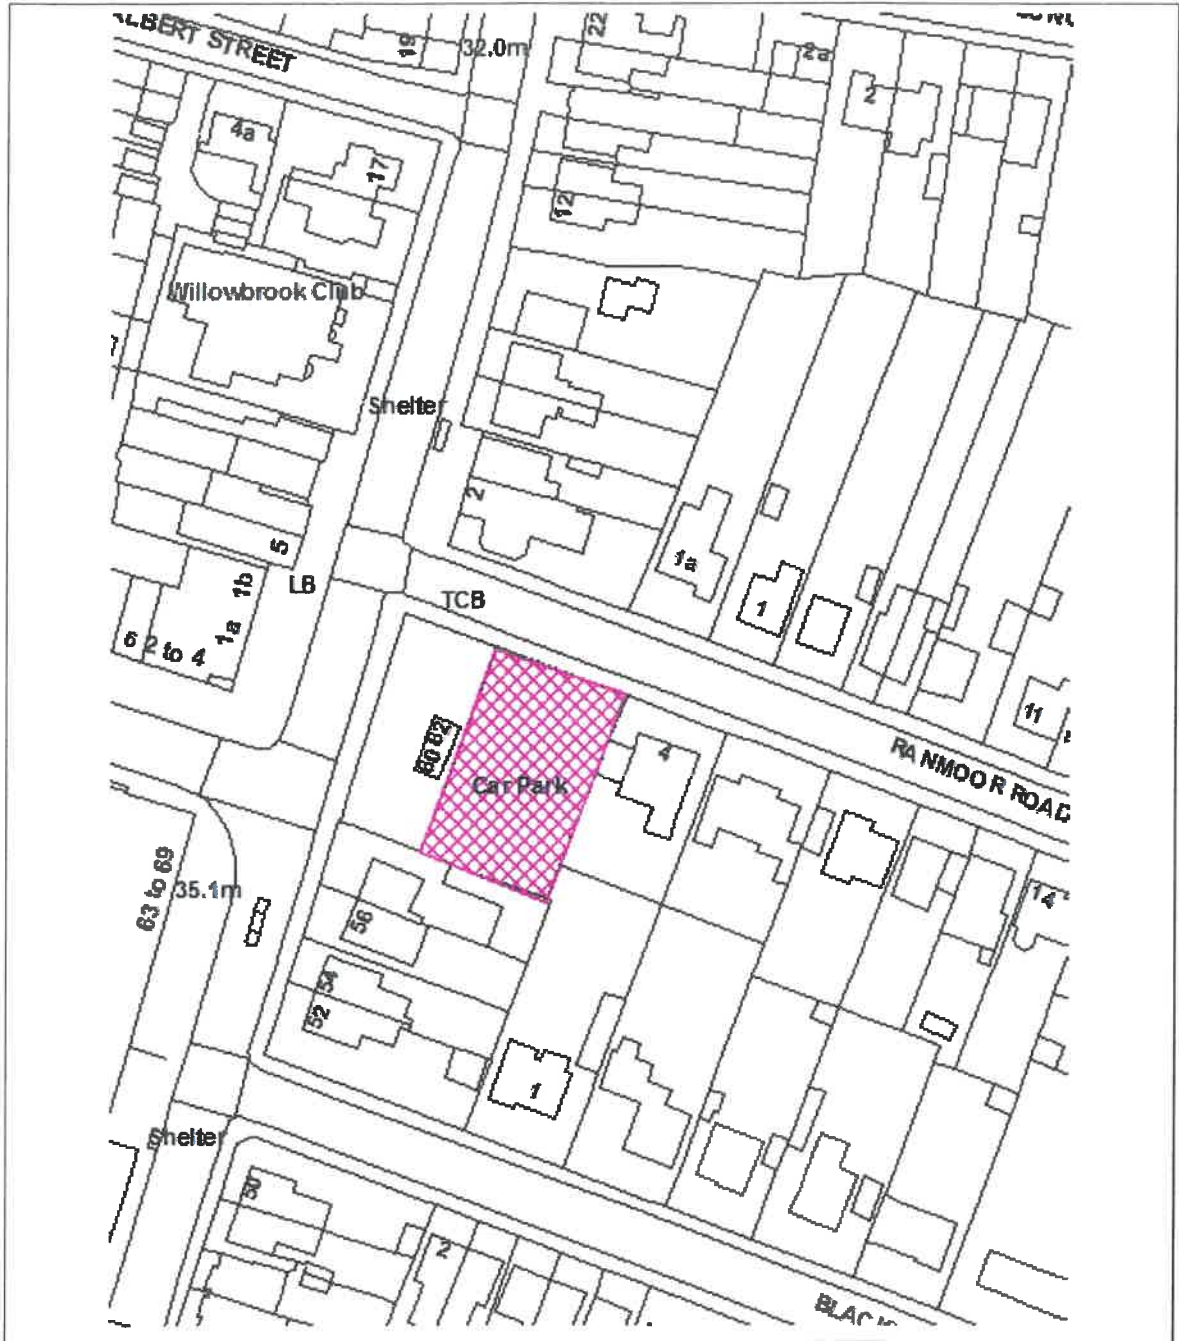 ALBERT STREET
19
32.0m
22
2a
2
4a
17
12
Willowbrook Club
Shelter
2
5
1a
LB
1b
TCB
1
1a
6 2 to 4
11
80 82
4
RANMOOR ROAD
Car Park
63 to 69
35.1m
14
56
54
52
1
Shelter
50
2